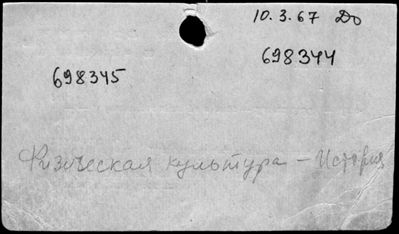 10.3.67 До
698344
698345
Физическая культура - История